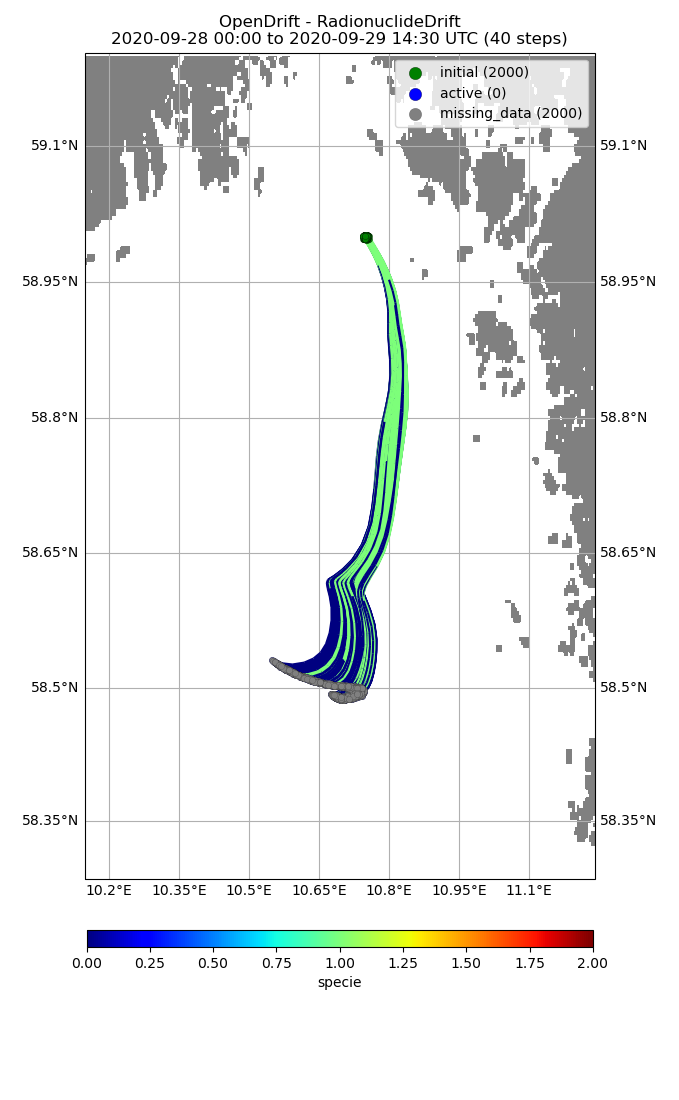 OpenDrift - RadionuclideDrift
2020-09-28 00:00 to 2020-09-29 14:30 UTC (40 steps)
initial (2000)
active (0)
missing_data (2000)
59.1°N 59.1°N
58.95°N 58.95°N
58.8°N 58.8°N
58.65°N 58.65°N
58.5°N 58.5°N
58.35°N 58.35°N
10.2°E 10.35°E 10.5°E 10.65°E 10.8°E 10.95°E 11.1°E
0.00 0.25 0.50 0.75 1.00 1.25 1.50 1.75 2.00
specie